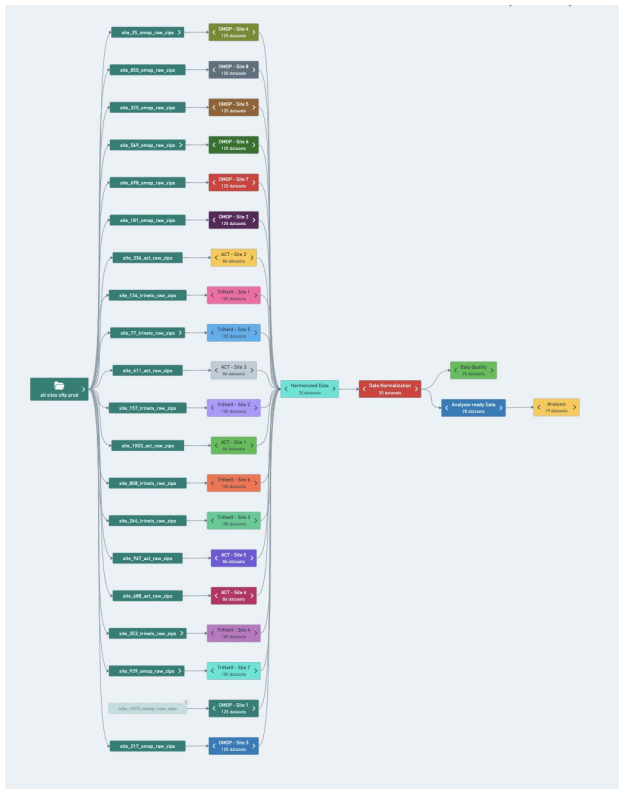 site_25_omop_raw_zips
OMOP - Site 4
125 datasets
site_850_omop_raw_zips
OMOP - Site 8
125 datasets
site_325_omop_raw_zips
OMOP - Site 5
125 datasets
site_569_omop_raw_zips
OMOP - Site 6
125 datasets
site_698_omop_raw_zips
OMOP - Site 7
125 datasets
site_181_omop_raw_zips
OMOP - Site 2
125 datasets
site_336_act_raw_zips
ACT - Site 2
86 datasets
site_134_trinetx_raw_zips
TriNetX - Site 1
100 datasets
site_77_trinetx_raw_zips
TriNetX - Site 5
100 datasets
site_411_act_raw_zips
ACT - Site 3
86 datasets
all sites sftp prod
Harmonized Data
Data Normalization
Data Quality
site_157_trinetx_raw_zips
TriNetX - Site 2
100 datasets
Analysis-ready Data
28 datasets
Analysis
19 datasets
site_1003_act_raw_zips
ACT - Site 1
86 datasets
site_808_trinetx_raw_zips
TriNetX - Site 6
100 datasets
site_264_trinetx_raw_zips
TriNetX - Site 3
100 datasets
site_967_act_raw_zips
ACT - Site 5
86 datasets
site_688_act_raw_zips
86 datasets
site_353_trinetx_raw_zips
TriNetX - Site 4
100 datasets
site_939_omop_raw_zips
TriNetX - Site 7
100 datasets
OMOP - Site 1
125 datasets
site_217_omop_raw_zips
OMOP - Site 3
125 datasets